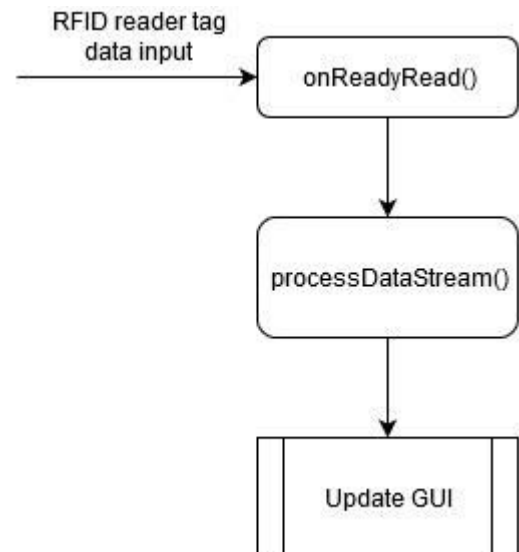 RFID reader tag
data input
onReadyRead()
processDataStream()
Update GUI